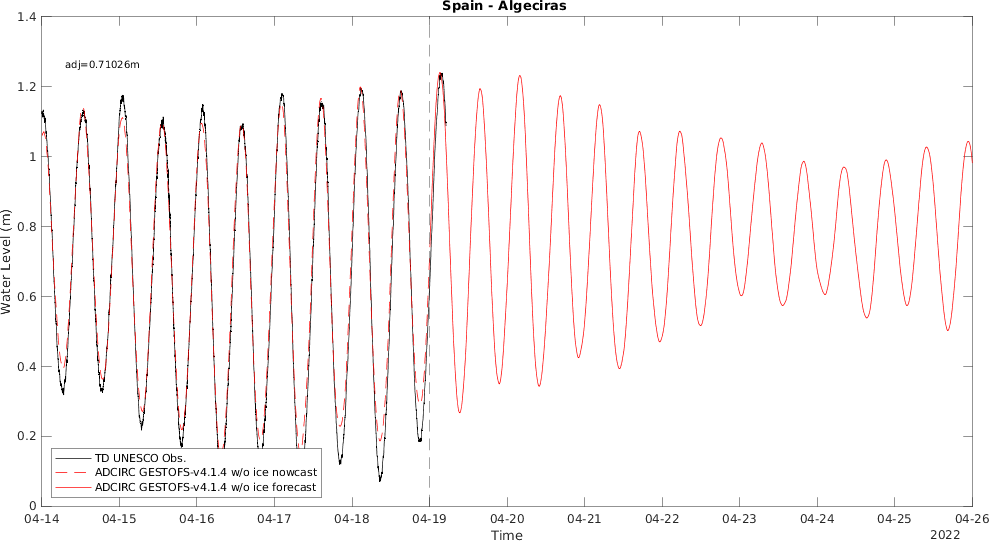 Spain - Algeciras
1.4
adj=0.71026m
1.2
1
0.8
Water Level (m)
0.6
0.4
0.2
TD UNESCO Obs.
ADCIRC GESTOFS-v4.1.4 w/o ice nowcast
ADCIRC GESTOFS-v4.1.4 w/o ice forecast
0
04-14 04-15 04-16 04-17 04-18 04-19 04-20 04-21 04-22 04-23 04-24 04-25 04-26
Time
2022